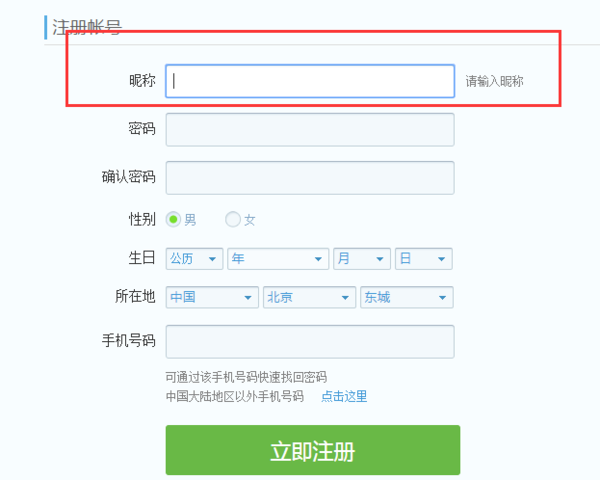 注册帐号
昵称 请输入昵称
密码
确认密码
性别 男 女
生日 公历 年 月 日
所在地 中国 北京 东城
手机号码
可通过该手机号码快速找回密码
中国大陆地区以外手机号码 点击这里
立即注册